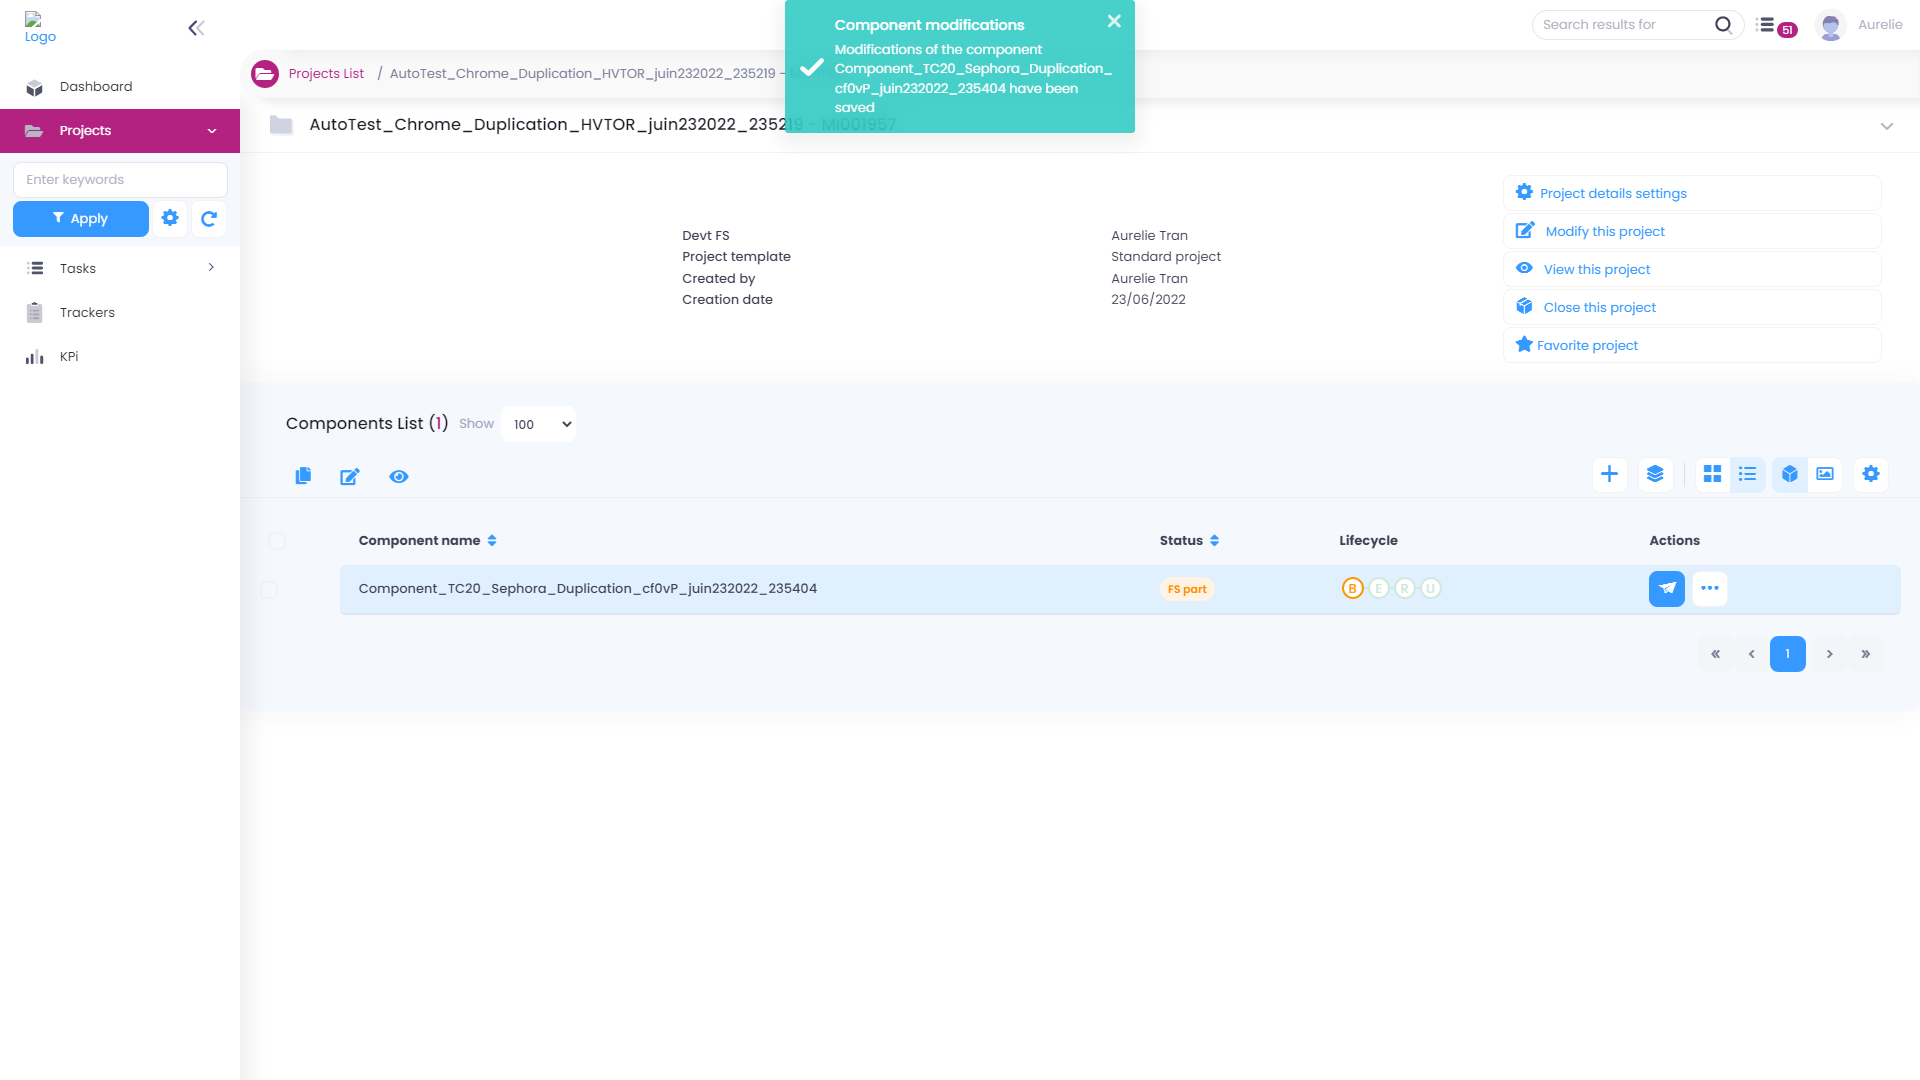 Logo
Search results for
51
Aurelie
Component modifications
Modifications of the component
Component_TC20_Sephora_Duplication_
cf0vP_juin232022_235404 have been
saved
Dashboard
Projects
Enter keywords
Apply
Tasks
Trackers
KPi
Projects List / AutoTest_Chrome_Duplication_HVTOR_juin232022_235219 -
AutoTest_Chrome_Duplication_HVTOR_juin232022_235219 - MI001957
Devt FS Aurelie Tran
Project template Standard project
Created by Aurelie Tran
Creation date 23/06/2022
Project details settings
Modify this project
View this project
Close this project
Favorite project
Components List (1) Show 100
Component name Status Lifecycle Actions
Component_TC20_Sephora_Duplication_cf0vP_juin232022_235404 FS part B E R U
« ‹ 1 › »